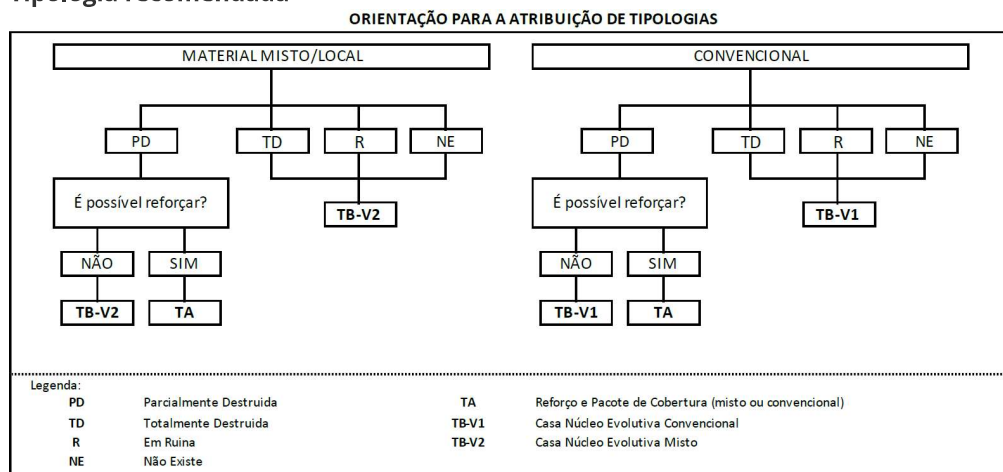 Tipologia recomendada
ORIENTAÇÃO PARA A ATRIBUIÇÃO DE TIPOLOGIAS
MATERIAL MISTO/LOCAL
CONVENCIONAL
PD TD R NE
PD TD R NE
É possível reforçar?
TB-V2
É possível reforçar?
TB-V1
NÃO SIM
NÃO SIM
TB-V2 TA
TB-V1 TA
Legenda:
PD Parcialmente Destruida
TD Totalmente Destruida
R Em Ruina
NE Não Existe
TA Reforço e Pacote de Cobertura (misto ou convencional)
TB-V1 Casa Núcleo Evolutiva Convencional
TB-V2 Casa Núcleo Evolutiva Misto